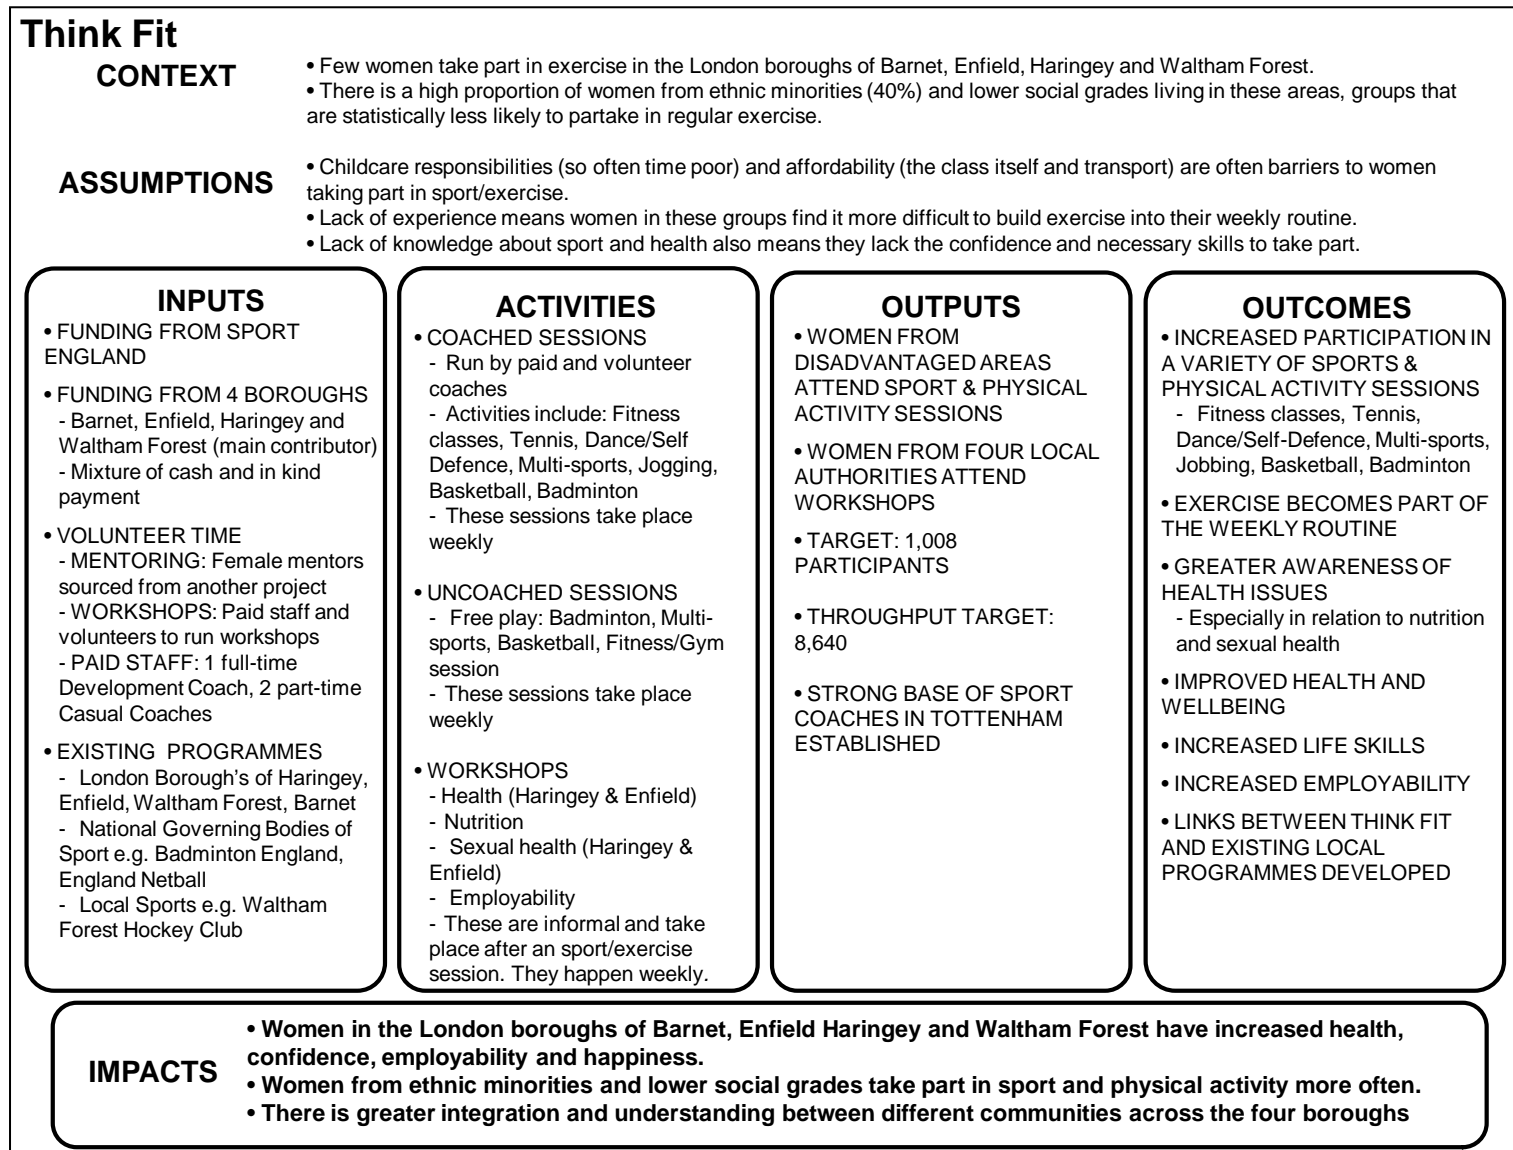 Think Fit
CONTEXT
• Few women take part in exercise in the London boroughs of Barnet, Enfield, Haringey and Waltham Forest.
• There is a high proportion of women from ethnic minorities (40%) and lower social grades living in these areas, groups that
are statistically less likely to partake in regular exercise.
ASSUMPTIONS
• Childcare responsibilities (so often time poor) and affordability (the class itself and transport) are often barriers to women
taking part in sport/exercise.
• Lack of experience means women in these groups find it more difficult to build exercise into their weekly routine.
• Lack of knowledge about sport and health also means they lack the confidence and necessary skills to take part.
INPUTS
• FUNDING FROM SPORT
ENGLAND
• FUNDING FROM 4 BOROUGHS
- Barnet, Enfield, Haringey and
Waltham Forest (main contributor)
- Mixture of cash and in kind
payment
• VOLUNTEER TIME
- MENTORING: Female mentors
sourced from another project
- WORKSHOPS: Paid staff and
volunteers to run workshops
- PAID STAFF: 1 full-time
Development Coach, 2 part-time
Casual Coaches
• EXISTING PROGRAMMES
- London Borough's of Haringey,
Enfield, Waltham Forest, Barnet
- National Governing Bodies of
Sport e.g. Badminton England,
England Netball
- Local Sports e.g. Waltham
Forest Hockey Club
ACTIVITIES
• COACHED SESSIONS
- Run by paid and volunteer
coaches
- Activities include: Fitness
classes, Tennis, Dance/Self
Defence, Multi-sports, Jogging,
Basketball, Badminton
- These sessions take place
weekly
• UNCOACHED SESSIONS
- Free play: Badminton, Multi-
sports, Basketball, Fitness/Gym
session
- These sessions take place
weekly
• WORKSHOPS
- Health (Haringey & Enfield)
- Nutrition
- Sexual health (Haringey &
Enfield)
- Employability
- These are informal and take
place after an sport/exercise
session. They happen weekly.
OUTPUTS
• WOMEN FROM
DISADVANTAGED AREAS
ATTEND SPORT & PHYSICAL
ACTIVITY SESSIONS
• WOMEN FROM FOUR LOCAL
AUTHORITIES ATTEND
WORKSHOPS
• TARGET: 1,008
PARTICIPANTS
• THROUGHPUT TARGET:
8,640
• STRONG BASE OF SPORT
COACHES IN TOTTENHAM
ESTABLISHED
OUTCOMES
• INCREASED PARTICIPATION IN
A VARIETY OF SPORTS &
PHYSICAL ACTIVITY SESSIONS
- Fitness classes, Tennis,
Dance/Self-Defence, Multi-sports,
Jobbing, Basketball, Badminton
• EXERCISE BECOMES PART OF
THE WEEKLY ROUTINE
• GREATER AWARENESS OF
HEALTH ISSUES
- Especially in relation to nutrition
and sexual health
• IMPROVED HEALTH AND
WELLBEING
• INCREASED LIFE SKILLS
• INCREASED EMPLOYABILITY
• LINKS BETWEEN THINK FIT
AND EXISTING LOCAL
PROGRAMMES DEVELOPED
IMPACTS
• Women in the London boroughs of Barnet, Enfield Haringey and Waltham Forest have increased health,
confidence, employability and happiness.
• Women from ethnic minorities and lower social grades take part in sport and physical activity more often.
• There is greater integration and understanding between different communities across the four boroughs